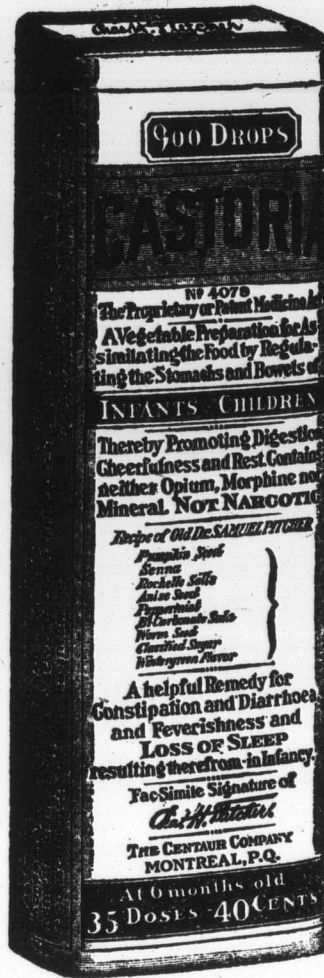 Chas. H. Fletcher.
900 DROPS
CASTORIA
Nº 4079
The Proprietary or Patent Medicine Act
A Vegetable Preparation for As-
similating the Food by Regula-
ting the Stomachs and Bowels of
INFANTS CHILDREN
Thereby Promoting Digestion
Cheerfulness and Rest. Contains
neither Opium, Morphine nor
Mineral. NOT NARCOTIC
Recipe of Old Dr. SAMUEL PITCHER
Pumpkin Seed
Senna
Rochelle Salts
Anise Seed
Peppermint
Bi-Carbonate Soda
Worm Seed
Clarified Sugar
Wintergreen Flavor
A helpful Remedy for
Constipation and Diarrhoea,
and Feverishness and
LOSS OF SLEEP
resulting therefrom-in Infancy.
Fac-Simile Signature of
Chas. H. Fletcher.
THE CENTAUR COMPANY
MONTREAL, P.Q.
At 6 months old
35 DOSES - 40 CENTS